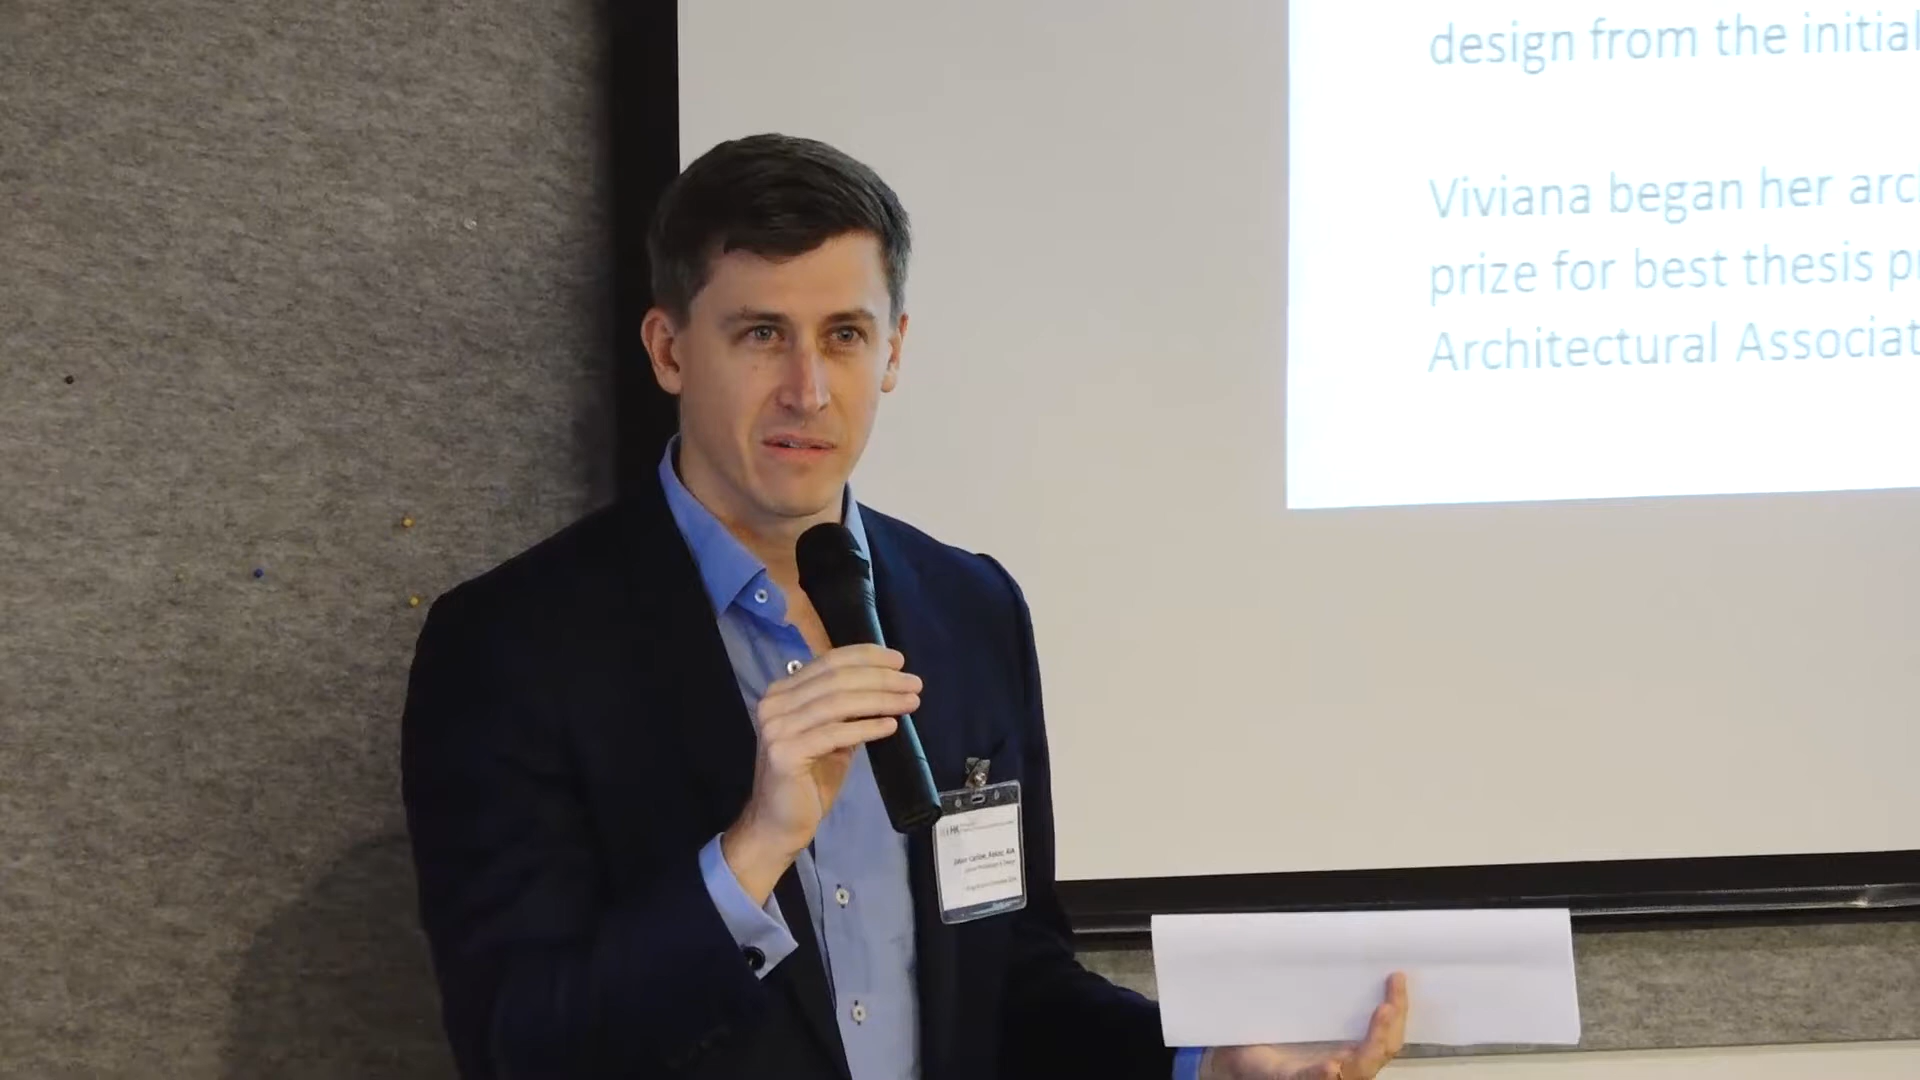 design from the initial
Viviana began her arc
prize for best thesis p
Architectural Associat